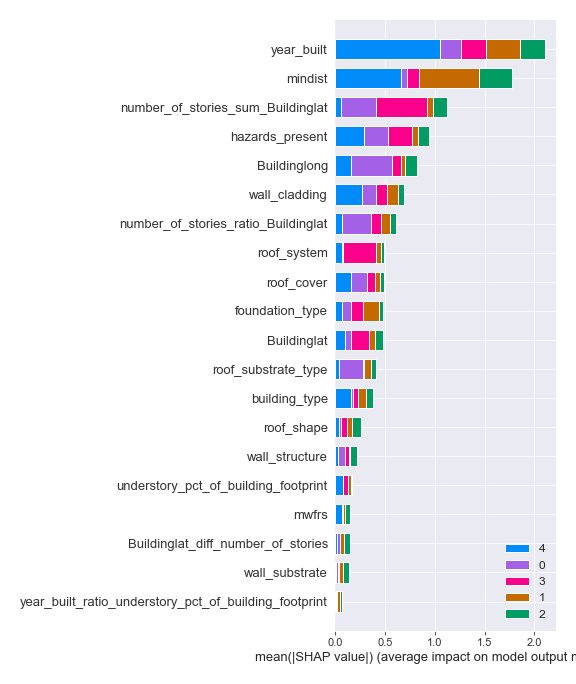 year_built
mindist
number_of_stories_sum_Buildinglat
hazards_present
Buildinglong
wall_cladding
number_of_stories_ratio_Buildinglat
roof_system
roof_cover
foundation_type
Buildinglat
roof_substrate_type
building_type
roof_shape
wall_structure
understory_pct_of_building_footprint
mwfrs
Buildinglat_diff_number_of_stories
wall_substrate
year_built_ratio_understory_pct_of_building_footprint
4
0
3
1
2
0.0 0.5 1.0 1.5 2.0
mean(|SHAP value|) (average impact on model output m